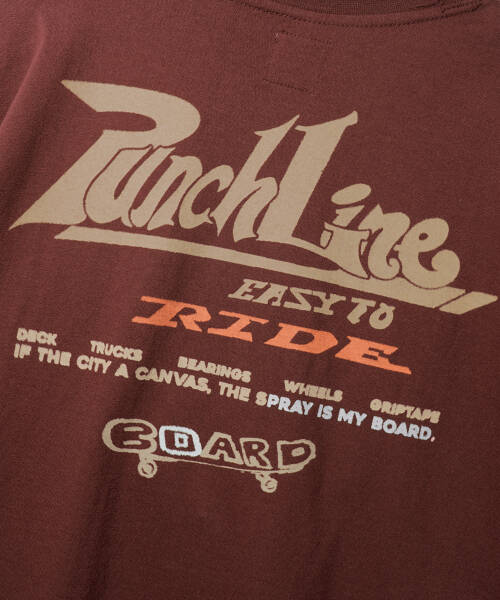 PunchLine
EASY TO
RIDE
DECK TRUCKS BEARINGS WHEELS GRIPTAPE
IF THE CITY A CANVAS, THE SPRAY IS MY BOARD.
BOARD